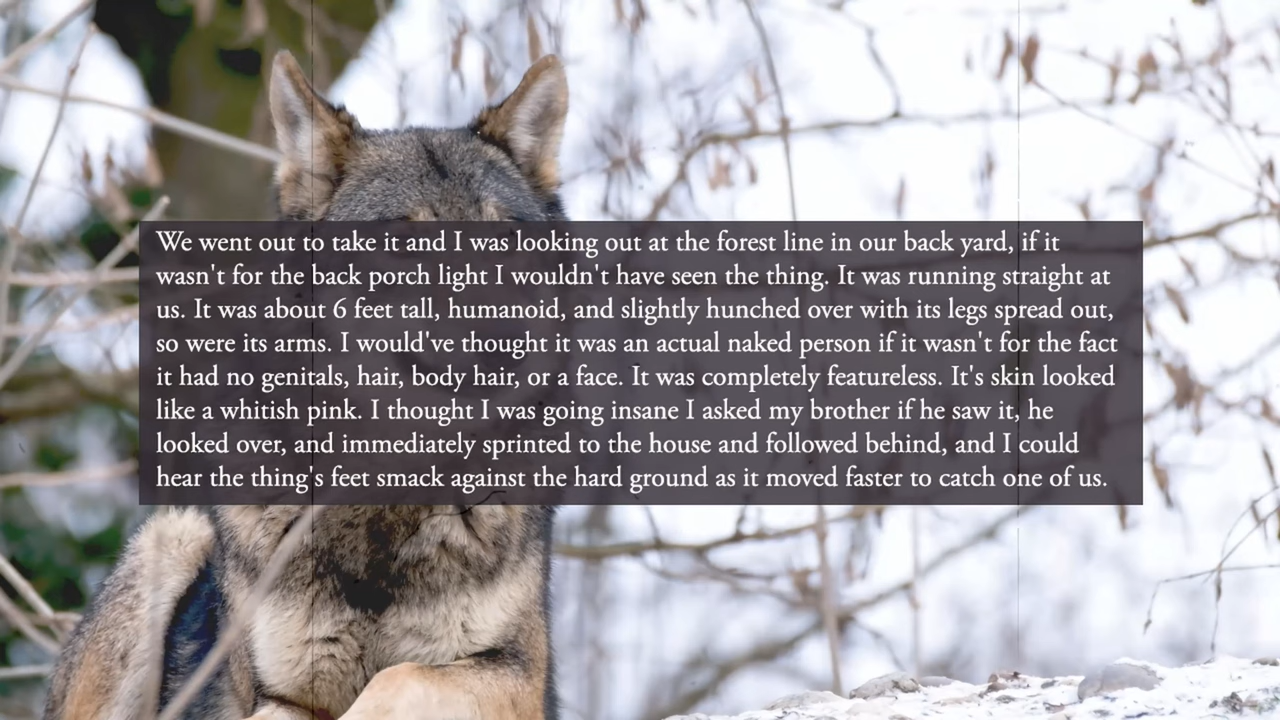 We went out to take it and I was looking out at the forest line in our back yard, if it
wasn't for the back porch light I wouldn't have seen the thing. It was running straight at
us. It was about 6 feet tall, humanoid, and slightly hunched over with its legs spread out,
so were its arms. I would've thought it was an actual naked person if it wasn't for the fact
it had no genitals, hair, body hair, or a face. It was completely featureless. It's skin looked
like a whitish pink. I thought I was going insane I asked my brother if he saw it, he
looked over, and immediately sprinted to the house and followed behind, and I could
hear the thing's feet smack against the hard ground as it moved faster to catch one of us.